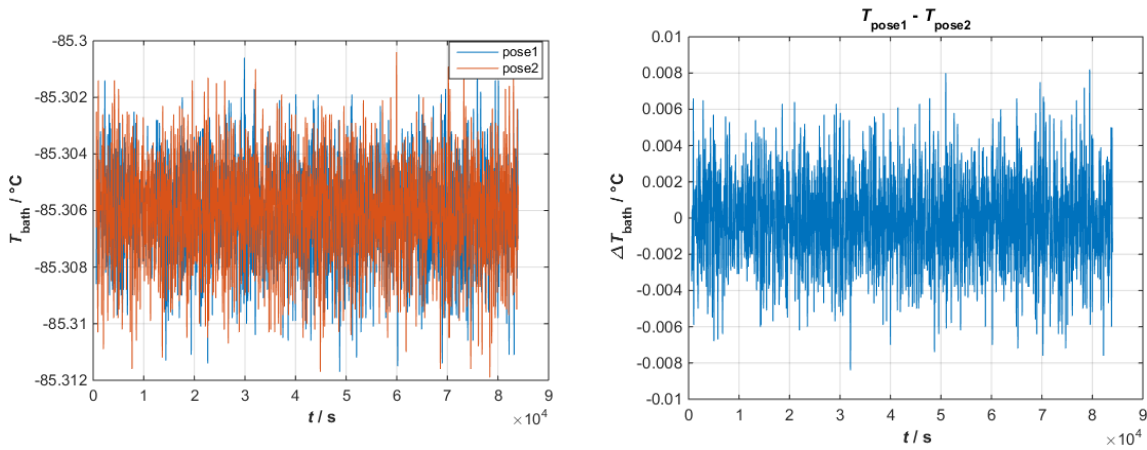 -85.3
-85.302
-85.304
-85.306
-85.308
-85.31
-85.312
T_bath / °C
0 1 2 3 4 5 6 7 8 9
×10^4
t / s
pose1
pose2
T_pose1 - T_pose2
0.01
0.008
0.006
0.004
0.002
0
-0.002
-0.004
-0.006
-0.008
-0.01
ΔT_bath / °C
0 1 2 3 4 5 6 7 8 9
×10^4
t / s